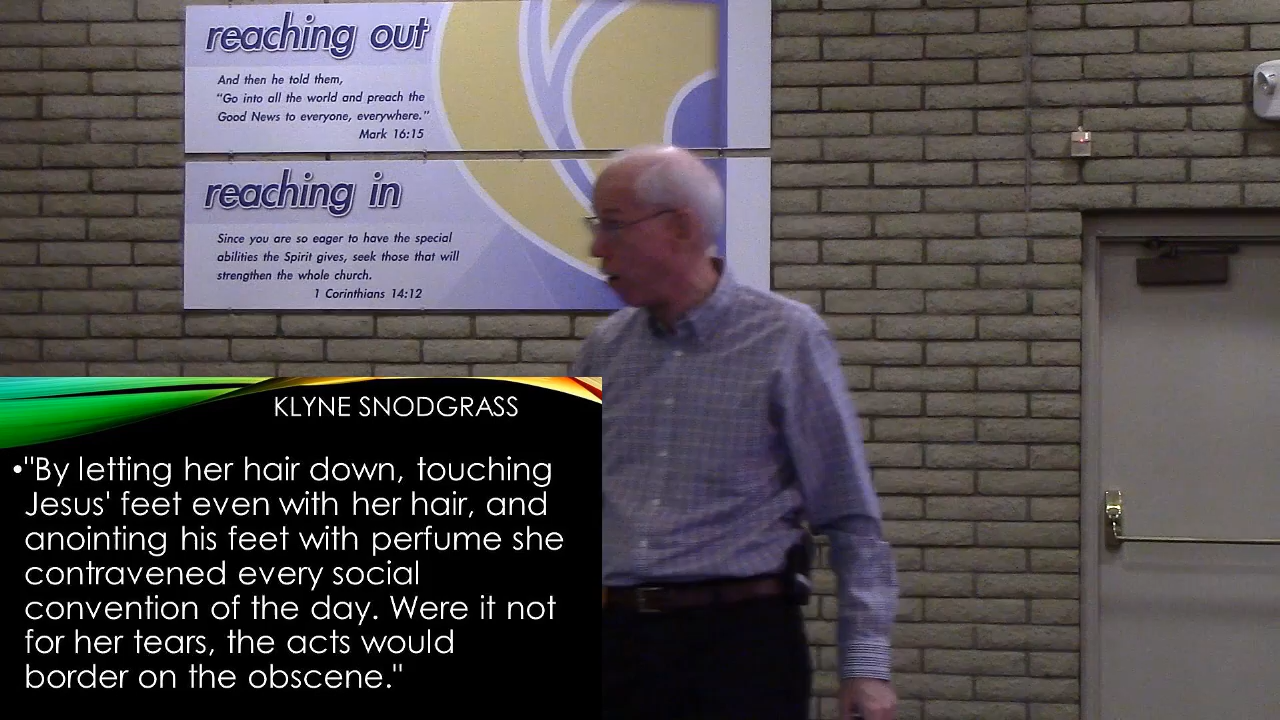 reaching out
And then he told them,
"Go into all the world and preach the
Good News to everyone, everywhere."
Mark 16:15
reaching in
Since you are so eager to have the special
abilities the Spirit gives, seek those that will
strengthen the whole church.
1 Corinthians 14:12
KLYNE SNODGRASS
•"By letting her hair down, touching
Jesus' feet even with her hair, and
anointing his feet with perfume she
contravened every social
convention of the day. Were it not
for her tears, the acts would
border on the obscene."